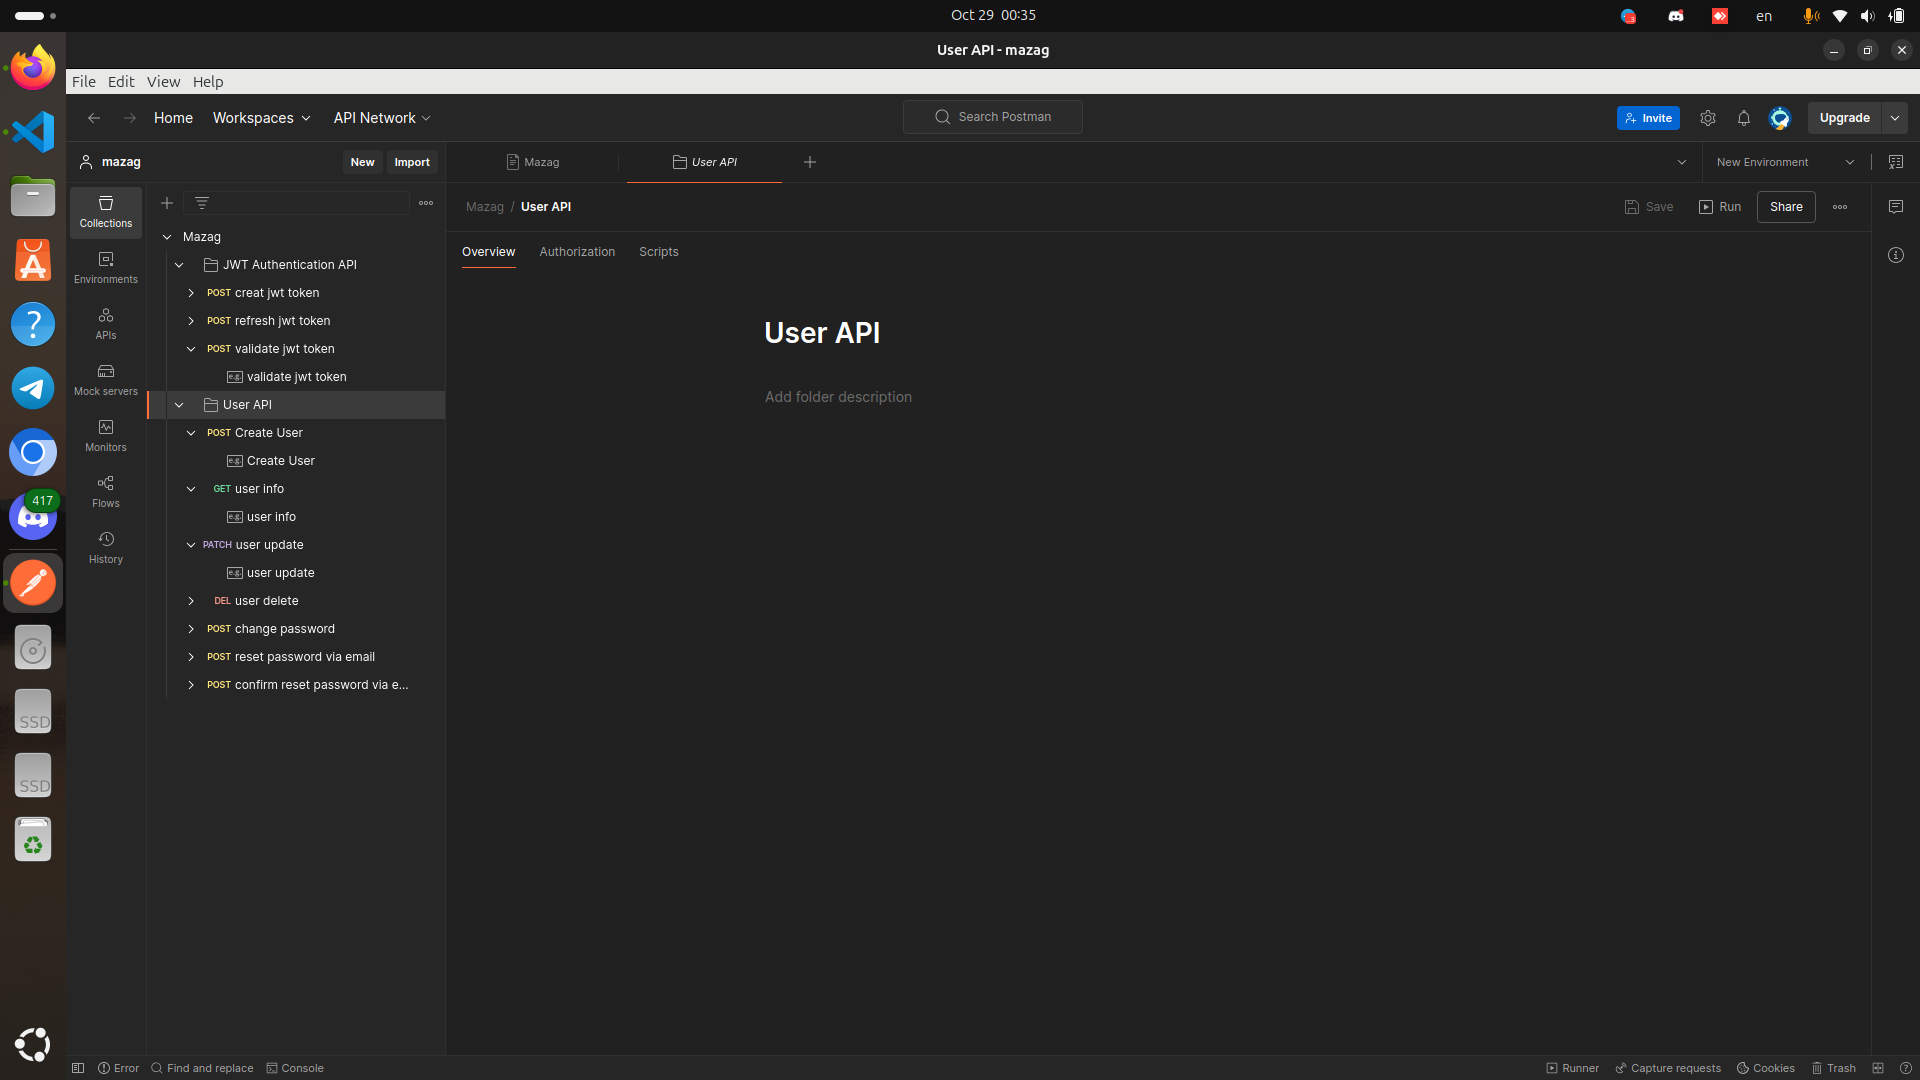 Oct 29 00:35
en
User API - mazag
File Edit View Help
Home Workspaces API Network
Search Postman
Invite
Upgrade
mazag
New Import
Mazag
User API
New Environment
Collections
Environments
APIs
Mock servers
Monitors
Flows
History
Mazag
JWT Authentication API
POST creat jwt token
POST refresh jwt token
POST validate jwt token
e.g. validate jwt token
User API
POST Create User
e.g. Create User
GET user info
e.g. user info
PATCH user update
e.g. user update
DEL user delete
POST change password
POST reset password via email
POST confirm reset password via e...
Mazag / User API
Save Run Share
Overview Authorization Scripts
User API
Add folder description
417
SSD
SSD
Error Find and replace Console
Runner Capture requests Cookies Trash